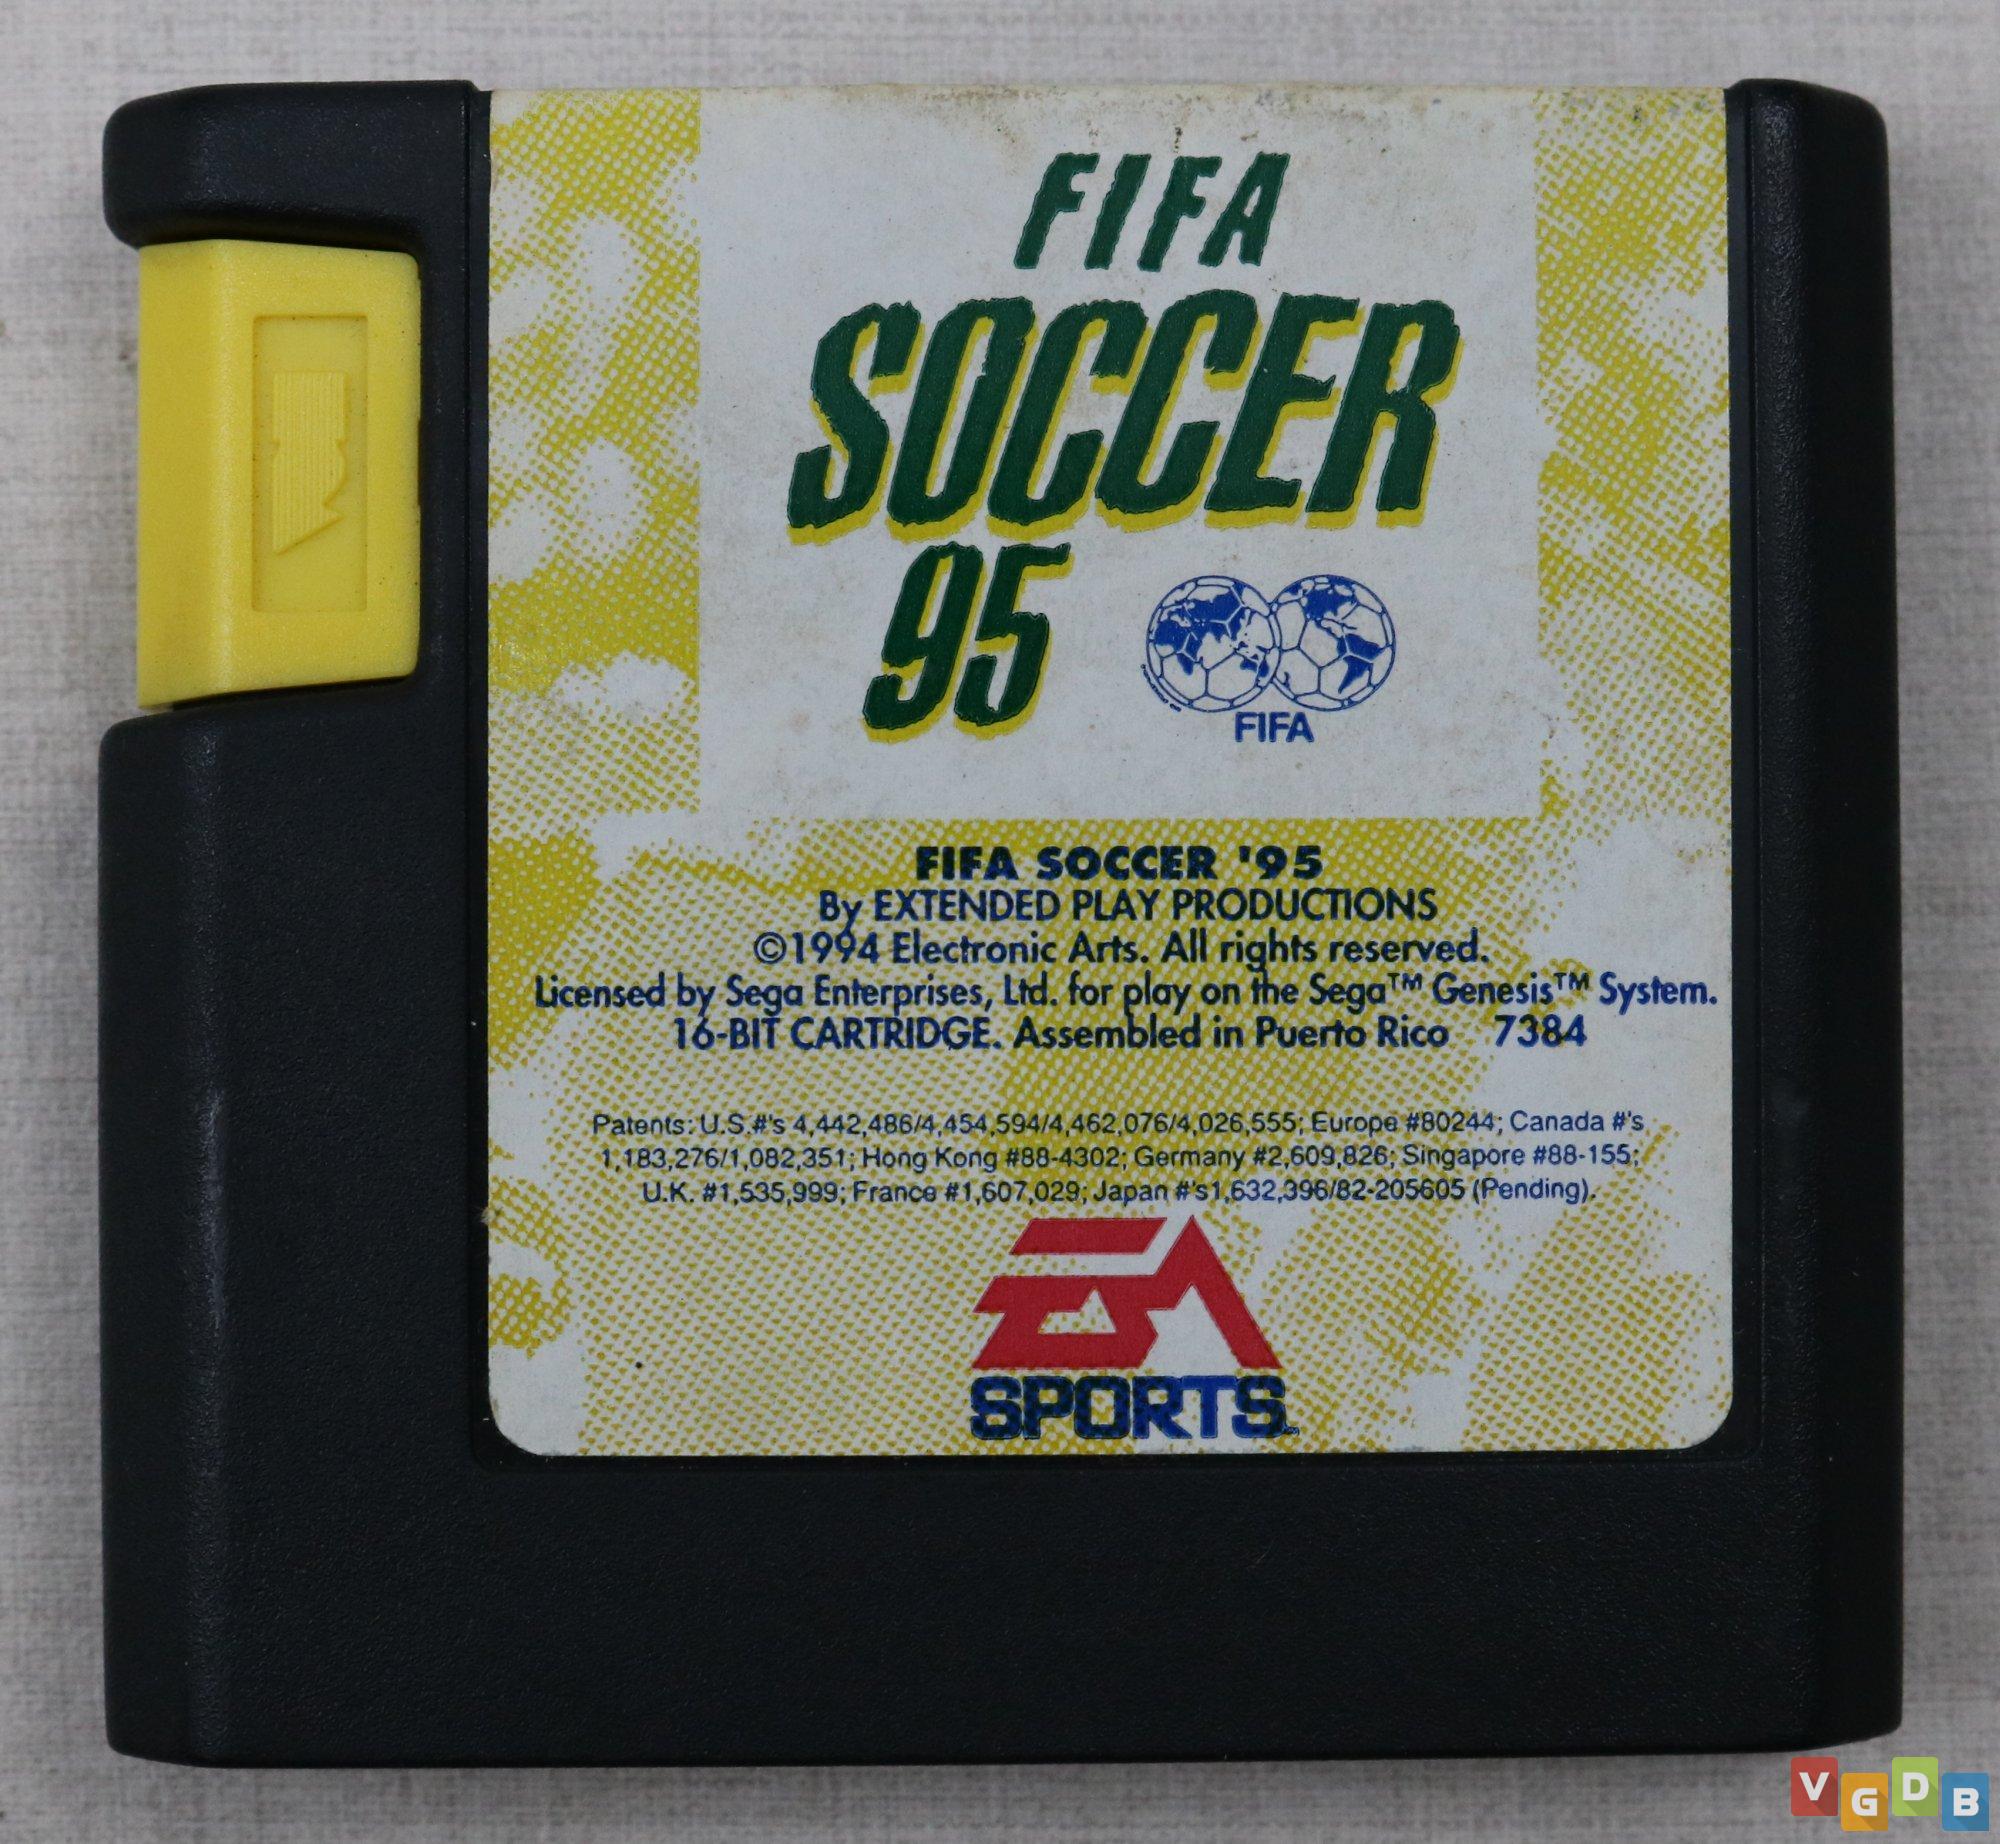 FIFA
SOCCER
95
FIFA
FIFA SOCCER '95
By EXTENDED PLAY PRODUCTIONS
©1994 Electronic Arts. All rights reserved.
Licensed by Sega Enterprises, Ltd. for play on the Sega™ Genesis™ System.
16-BIT CARTRIDGE. Assembled in Puerto Rico 7384
Patents: U.S.#'s 4,442,486/4,454,594/4,462,076/4,026,555; Europe #80244; Canada #'s
1,183,276/1,082,351; Hong Kong #88-4302; Germany #2,609,826; Singapore #88-155;
U.K. #1,535,999; France #1,607,029; Japan #'s1,632,396/82-205605 (Pending).
EA
SPORTS
VGDB